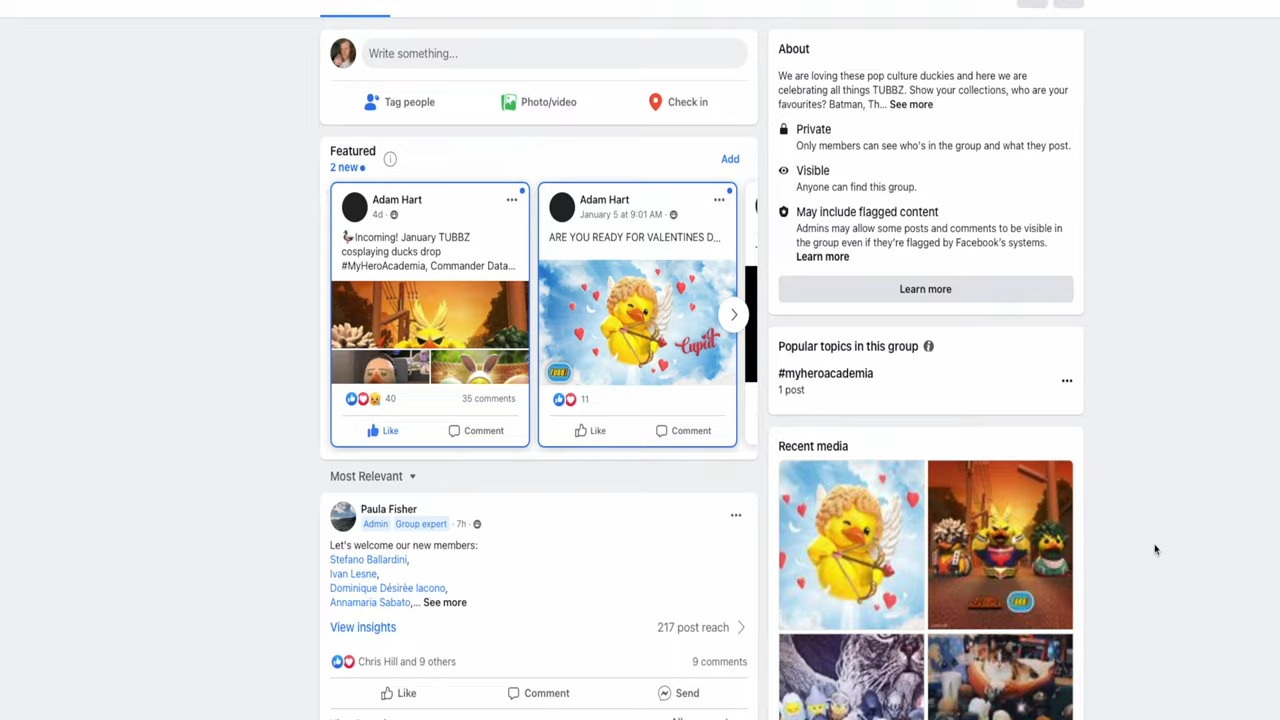 Write something...
Tag people
Photo/video
Check in
Featured
2 new
Add
Adam Hart
4d ·
Incoming! January TUBBZ
cosplaying ducks drop
#MyHeroAcademia, Commander Data...
40
35 comments
Like
Comment
Adam Hart
January 5 at 9:01 AM ·
ARE YOU READY FOR VALENTINES D...
Cupid
TUBBZ
11
Like
Comment
Most Relevant
Paula Fisher
Admin
Group expert
· 7h ·
Let's welcome our new members:
Stefano Ballardini,
Ivan Lesne,
Dominique Désirèe Iacono,
Annamaria Sabato,... See more
View insights
217 post reach
Chris Hill and 9 others
9 comments
Like
Comment
Send
About
We are loving these pop culture duckies and here we are
celebrating all things TUBBZ. Show your collections, who are your
favourites? Batman, Th... See more
Private
Only members can see who's in the group and what they post.
Visible
Anyone can find this group.
May include flagged content
Admins may allow some posts and comments to be visible in
the group even if they're flagged by Facebook's systems.
Learn more
Learn more
Popular topics in this group
#myheroacademia
1 post
Recent media